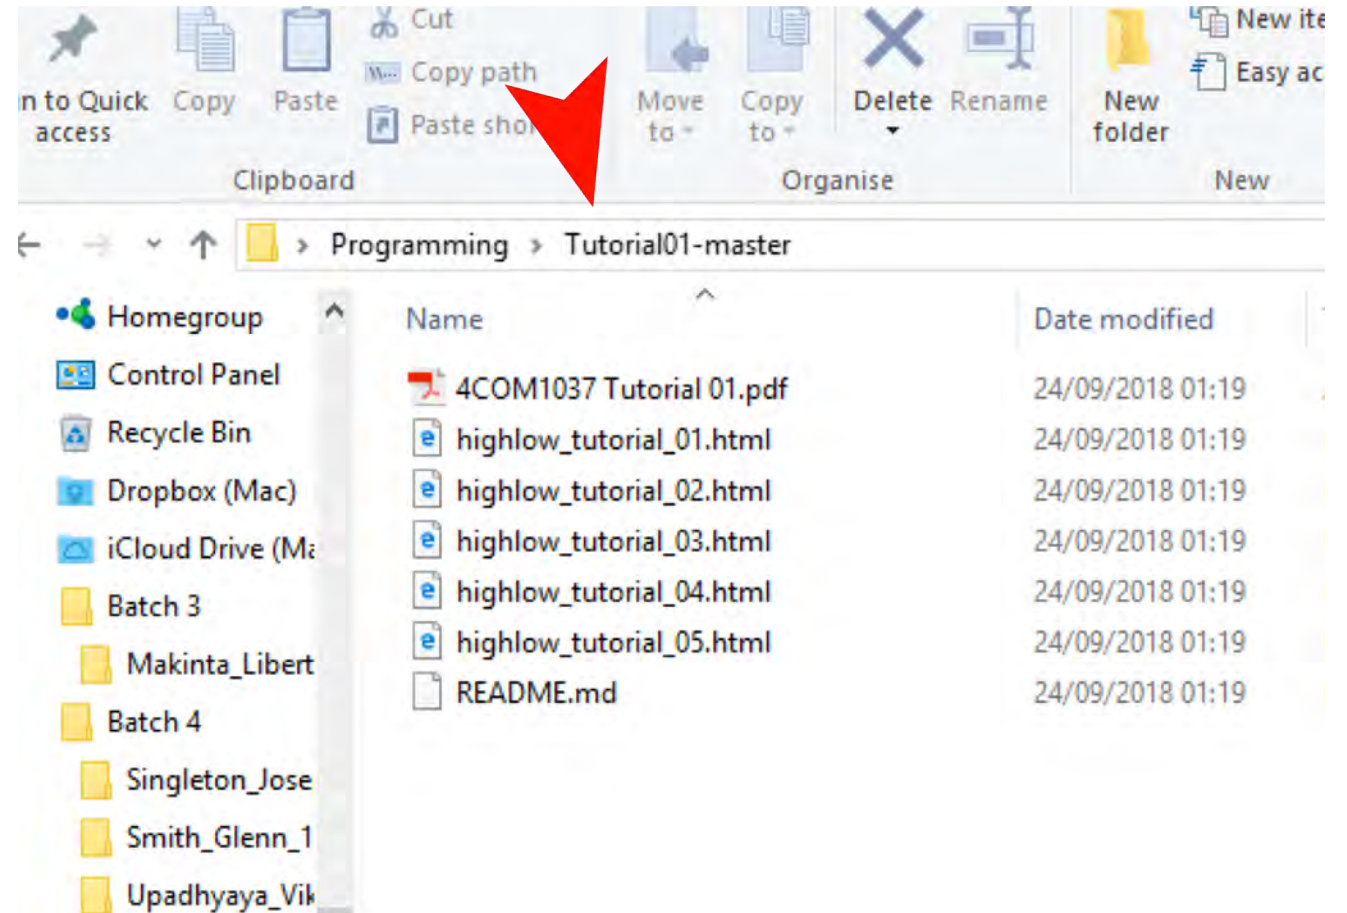 Cut
New ite
Copy path
Easy ac
n to Quick
access
Copy
Paste
Paste shor
Move
to
Copy
to
Delete
Rename
New
folder
Clipboard
Organise
New
Programming > Tutorial01-master
Homegroup
Control Panel
Recycle Bin
Dropbox (Mac)
iCloud Drive (Ma
Batch 3
Makinta_Libert
Batch 4
Singleton_Jose
Smith_Glenn_1
Upadhyaya_Vik
Name Date modified
4COM1037 Tutorial 01.pdf 24/09/2018 01:19
highlow_tutorial_01.html 24/09/2018 01:19
highlow_tutorial_02.html 24/09/2018 01:19
highlow_tutorial_03.html 24/09/2018 01:19
highlow_tutorial_04.html 24/09/2018 01:19
highlow_tutorial_05.html 24/09/2018 01:19
README.md 24/09/2018 01:19